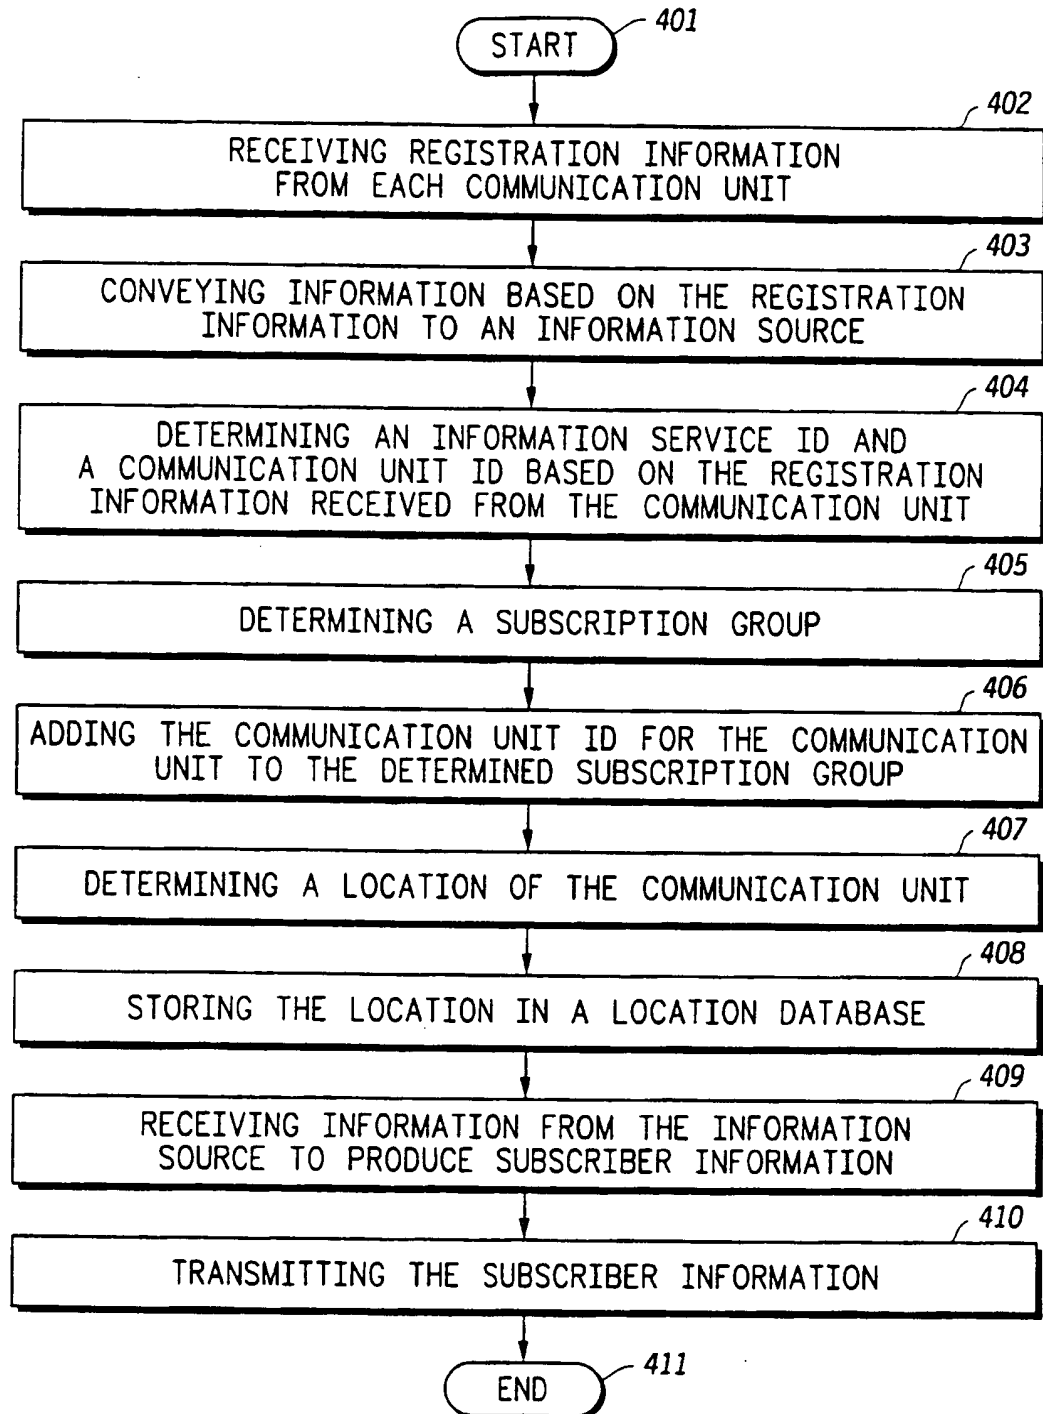 START
401
402
RECEIVING REGISTRATION INFORMATION
FROM EACH COMMUNICATION UNIT
403
CONVEYING INFORMATION BASED ON THE REGISTRATION
INFORMATION TO AN INFORMATION SOURCE
404
DETERMINING AN INFORMATION SERVICE ID AND
A COMMUNICATION UNIT ID BASED ON THE REGISTRATION
INFORMATION RECEIVED FROM THE COMMUNICATION UNIT
405
DETERMINING A SUBSCRIPTION GROUP
406
ADDING THE COMMUNICATION UNIT ID FOR THE COMMUNICATION
UNIT TO THE DETERMINED SUBSCRIPTION GROUP
407
DETERMINING A LOCATION OF THE COMMUNICATION UNIT
408
STORING THE LOCATION IN A LOCATION DATABASE
409
RECEIVING INFORMATION FROM THE INFORMATION
SOURCE TO PRODUCE SUBSCRIBER INFORMATION
410
TRANSMITTING THE SUBSCRIBER INFORMATION
411
END